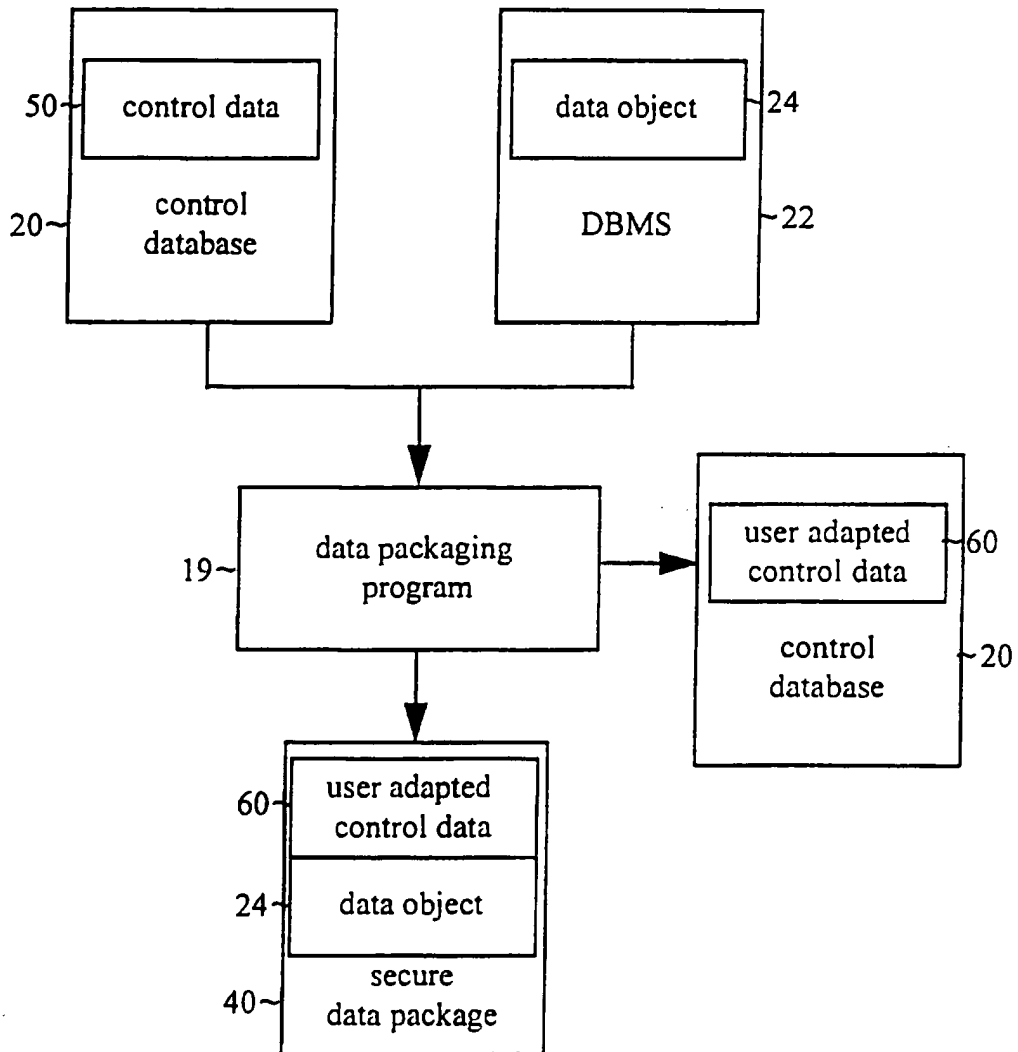 50
control data
control
database
20
data object
24
DBMS
22
data packaging
program
19
user adapted
control data
60
control
database
20
user adapted
control data
60
data object
24
secure
data package
40